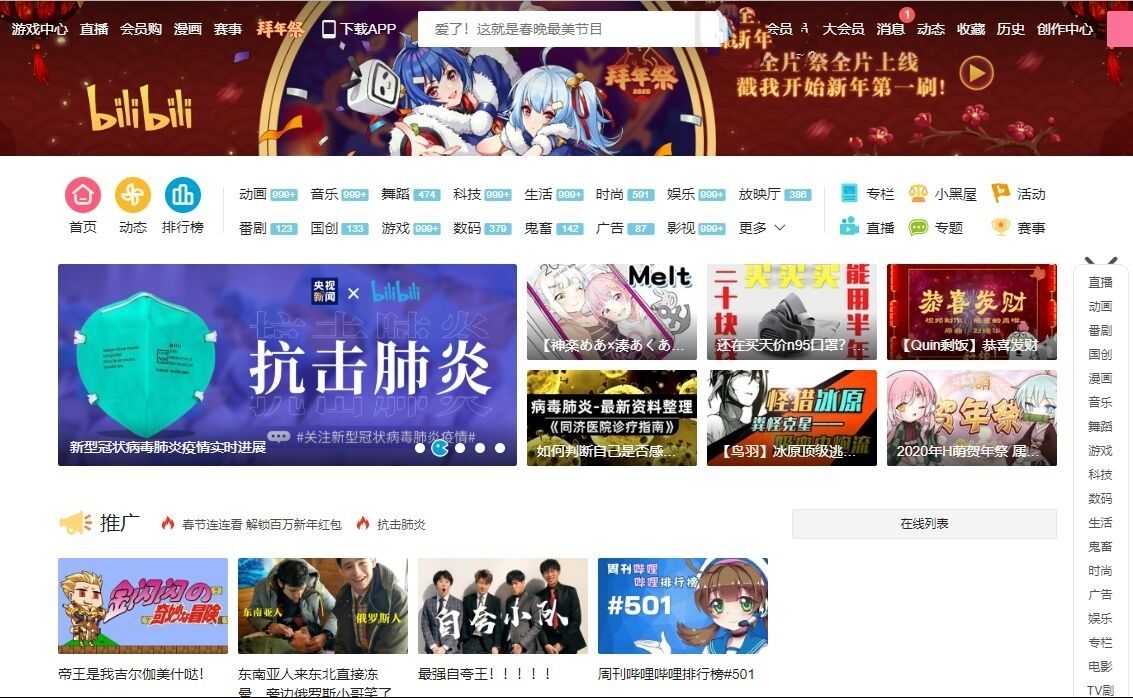 游戏中心 直播 会员购 漫画 赛事 拜年祭 下载APP 爱了！这就是春晚最美节目 会员 大会员 消息 1 动态 收藏 历史 创作中心
bilibili
拜年祭
2020
新年
全片祭全片上线
戳我开始新年第一刷!
首页 动态 排行榜
动画 999+ 音乐 999+ 舞蹈 474 科技 999+ 生活 999+ 时尚 591 娱乐 999+ 放映厅 386 专栏 小黑屋 活动
番剧 123 国创 133 游戏 999+ 数码 379 鬼畜 142 广告 87 影视 999+ 更多 直播 专题 赛事
央视新闻 × bilibili
抗击肺炎
#关注新型冠状病毒肺炎疫情#
新型冠状病毒肺炎疫情实时进展
Melt
【神楽めあ×湊あくあ...
二十块
买买买
能用半年
还在买天价n95口罩？...
恭喜发财
【Quin剩饭】恭喜发财
病毒肺炎-最新资料整理
《同济医院诊疗指南》
如何判断自己是否感...
怪猎冰原
粪怪克星——
【鸟羽】冰原顶级逃...
贺年祭
2020年H萌贺年祭 属...
推广 春节连连看 解锁百万新年红包 抗击肺炎
在线列表
金闪闪の
奇妙な冒険
帝王是我吉尔伽美什哒！
东南亚人
俄罗斯人
东南亚人来东北直接冻
晕，旁边俄罗斯小哥笑了
自夸小队
最强自夸王！！！！！
周刊哔哩
哔哩排行榜
#501
周刊哔哩哔哩排行榜#501
直播
动画
番剧
国创
漫画
音乐
舞蹈
游戏
科技
数码
生活
鬼畜
时尚
广告
娱乐
专栏
电影
TV剧